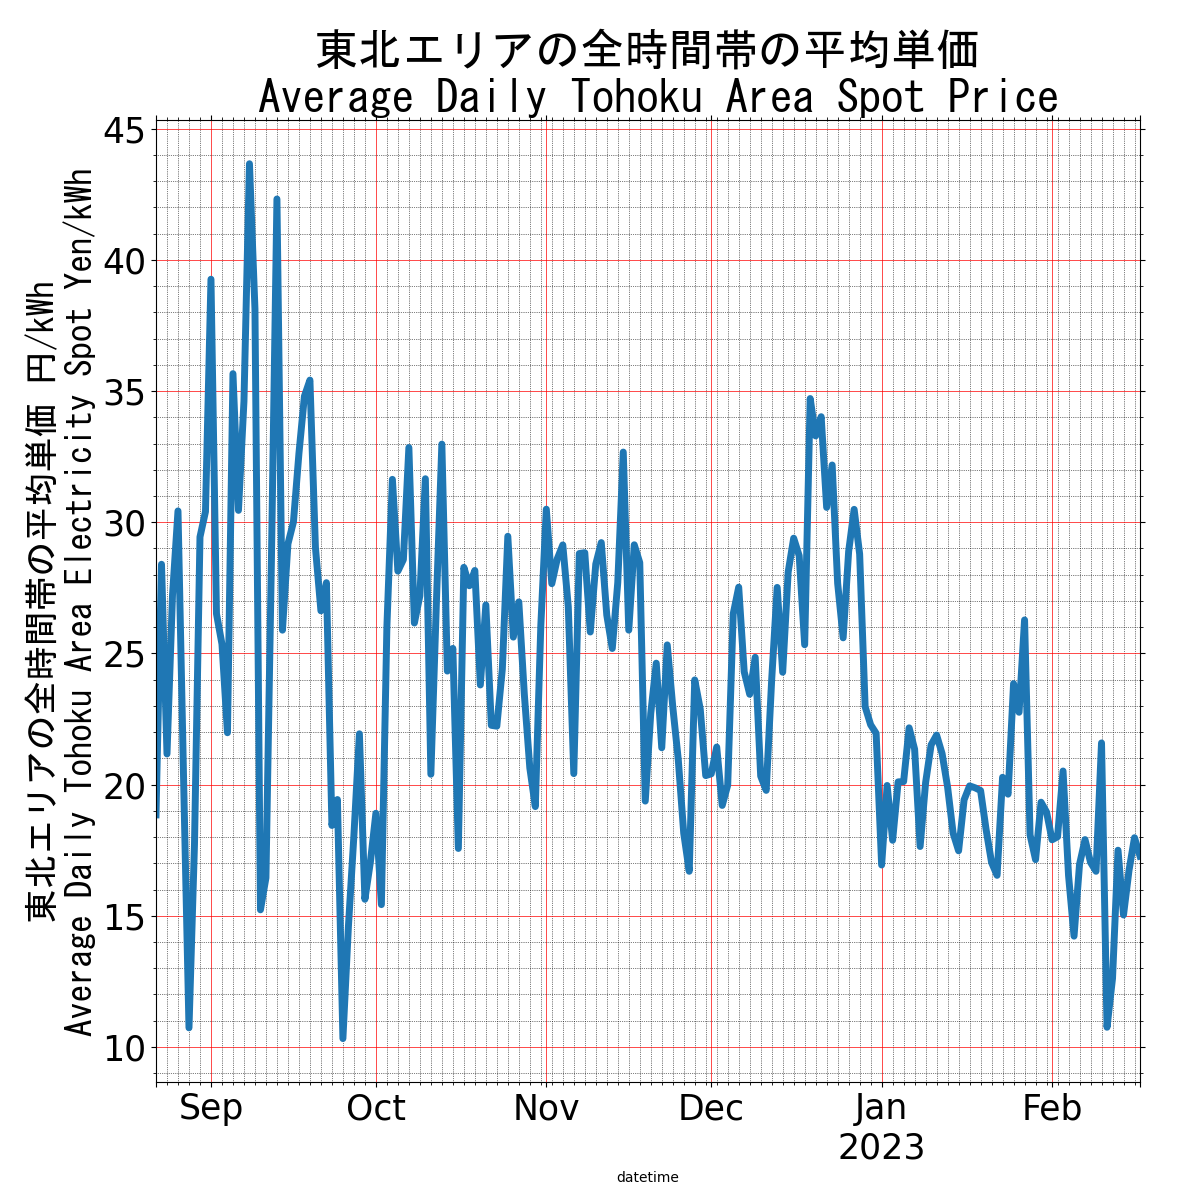 東北エリアの全時間帯の平均単価
Average Daily Tohoku Area Spot Price
東北エリアの全時間帯の平均単価 円/kWh
Average Daily Tohoku Area Electricity Spot Yen/kWh
45
40
35
30
25
20
15
10
Sep Oct Nov Dec Jan Feb
2023
datetime